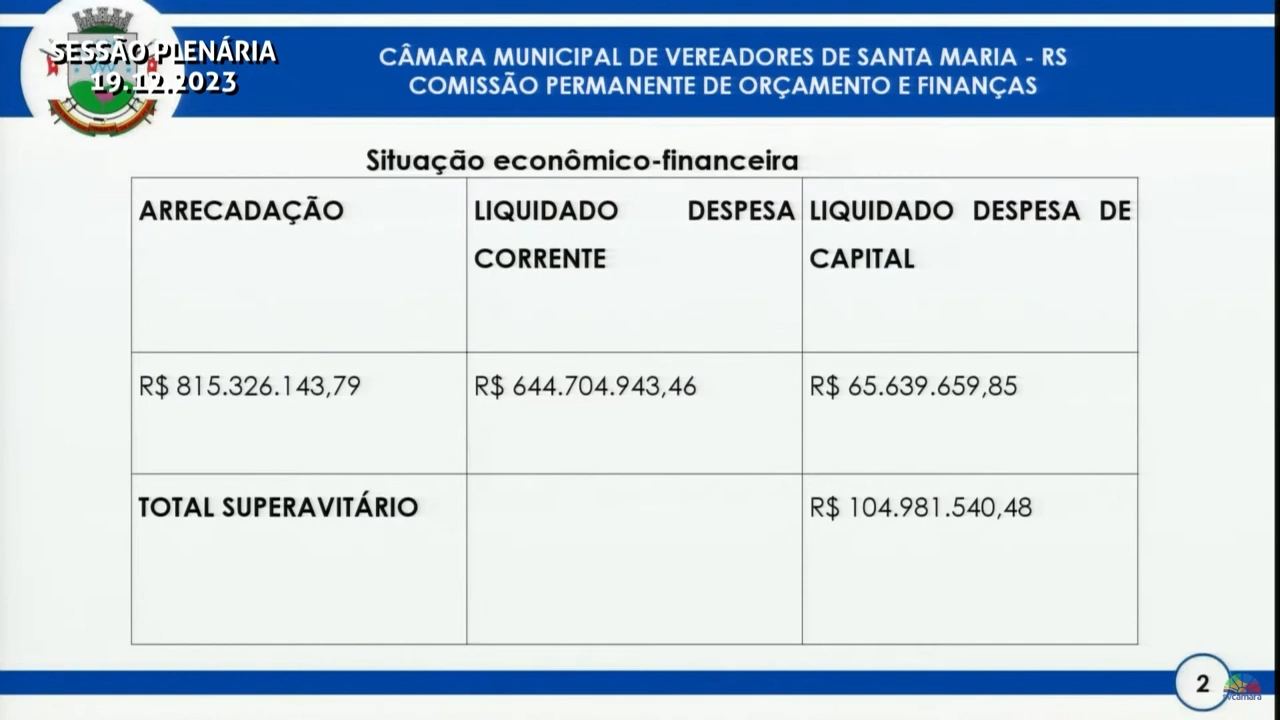 SESSÃO PLENÁRIA
19.12.2023
CÂMARA MUNICIPAL DE VEREADORES DE SANTA MARIA - RS
COMISSÃO PERMANENTE DE ORÇAMENTO E FINANÇAS
Situação econômico-financeira
ARRECADAÇÃO
LIQUIDADO DESPESA
CORRENTE
LIQUIDADO DESPESA DE
CAPITAL
R$ 815.326.143,79
R$ 644.704.943,46
R$ 65.639.659,85
TOTAL SUPERAVITÁRIO
R$ 104.981.540,48
2